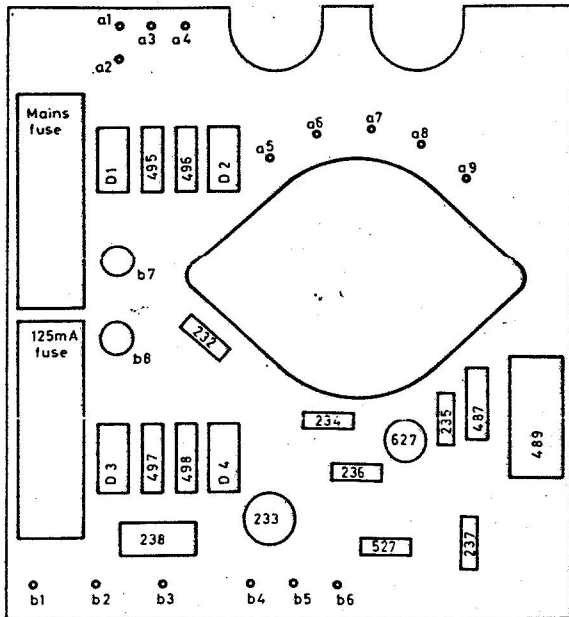 a1
a3
a4
a2
Mains
fuse
a5
a6
a7
a8
a9
D1
495
496
D2
b7
125mA
fuse
b8
232
234
627
235
487
489
236
D3
497
498
D4
238
233
527
237
b1
b2
b3
b4
b5
b6